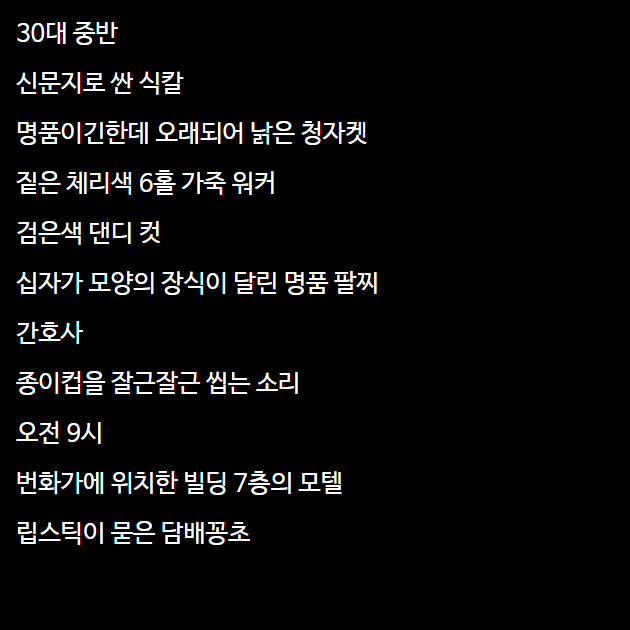 30대 중반
신문지로 싼 식칼
명품이긴한데 오래되어 낡은 청자켓
짙은 체리색 6홀 가죽 워커
검은색 댄디 컷
십자가 모양의 장식이 달린 명품 팔찌
간호사
종이컵을 잘근잘근 씹는 소리
오전 9시
번화가에 위치한 빌딩 7층의 모텔
립스틱이 묻은 담배꽁초